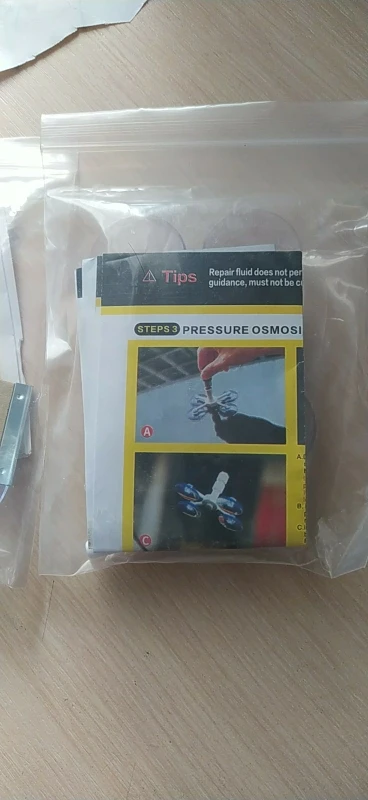 Tips
Repair fluid does not per
guidance, must not be c
STEPS 3 PRESSURE OSMOSI
A
A
B
C
C